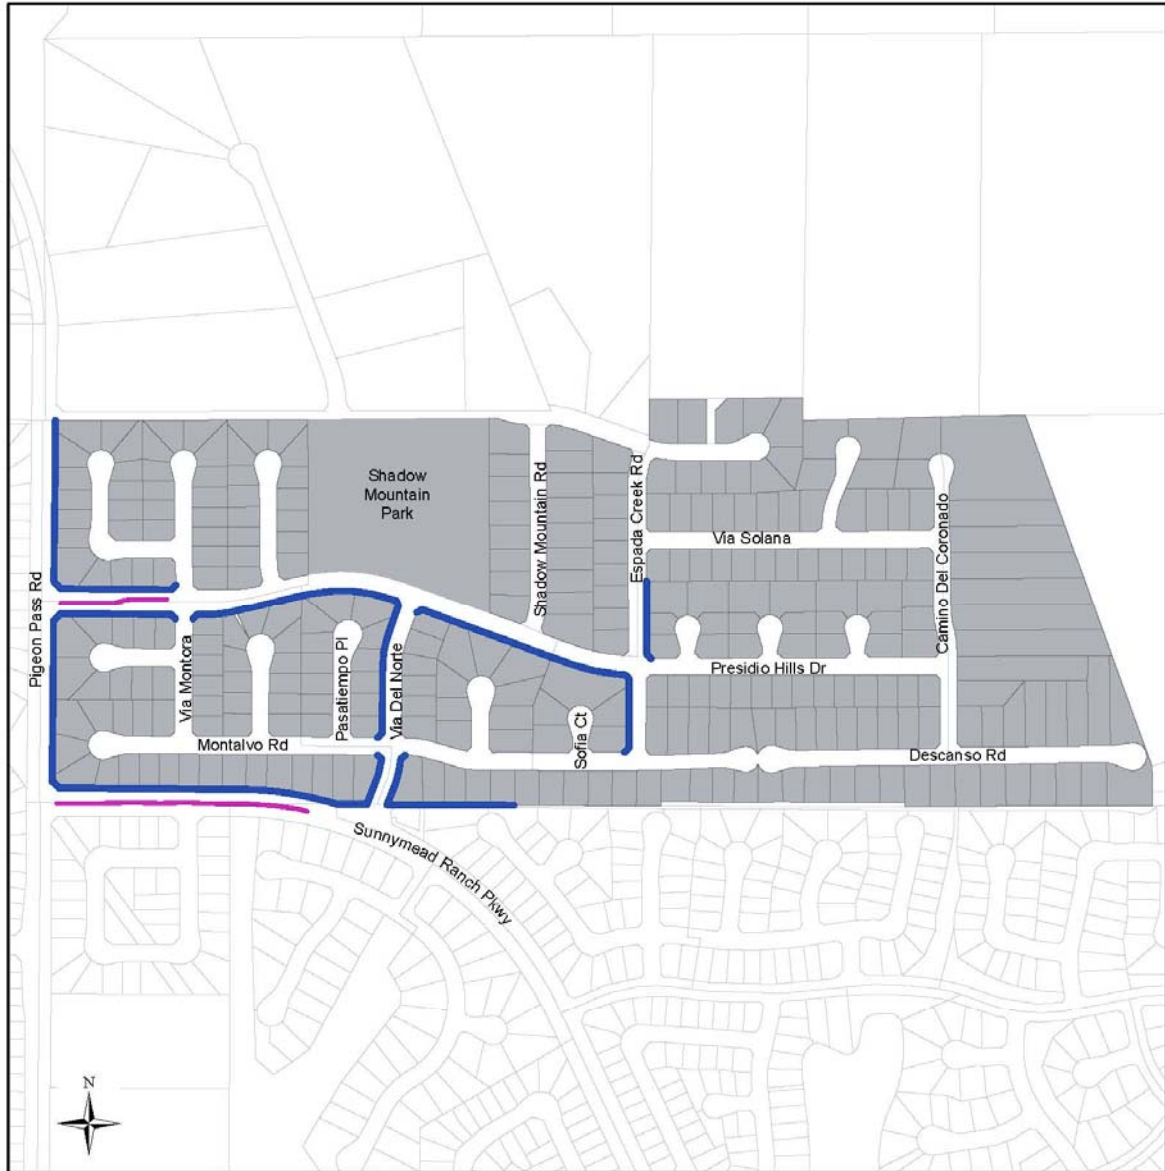 Shadow
Mountain
Park
Shadow Mountain Rd
Espada Creek Rd
Via Solana
Camino Del Coronado
Pigeon Pass Rd
Via Montora
Pasatiempo Pl
Via Del Norte
Presidio Hills Dr
Montalvo Rd
Sofia Ct
Descanso Rd
Sunnymead Ranch Pkwy
N